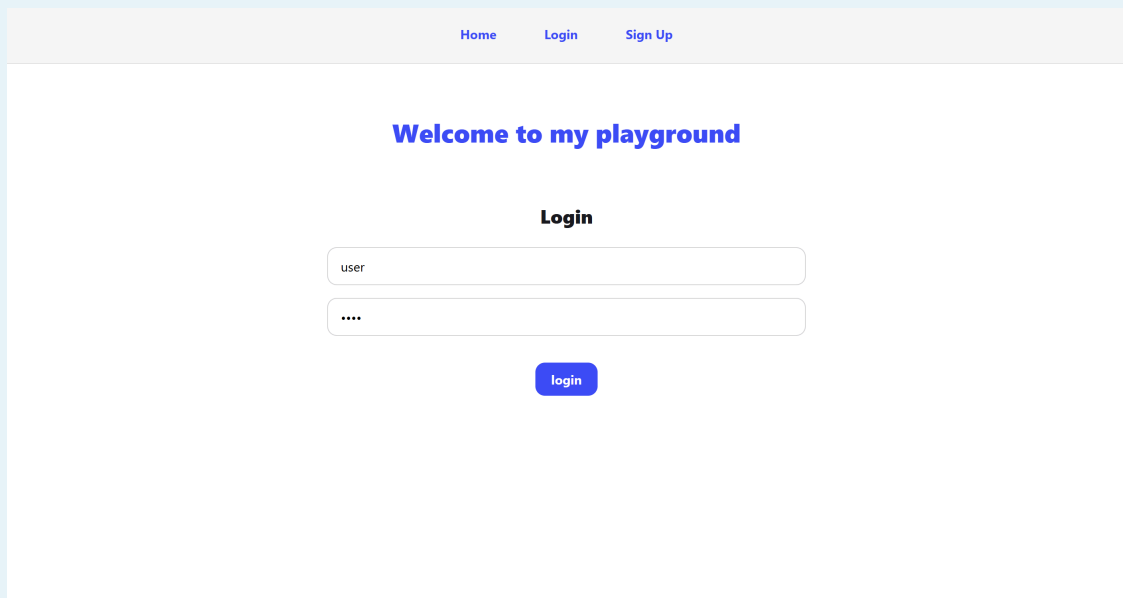 Home Login Sign Up
Welcome to my playground
Login
user
••••
login